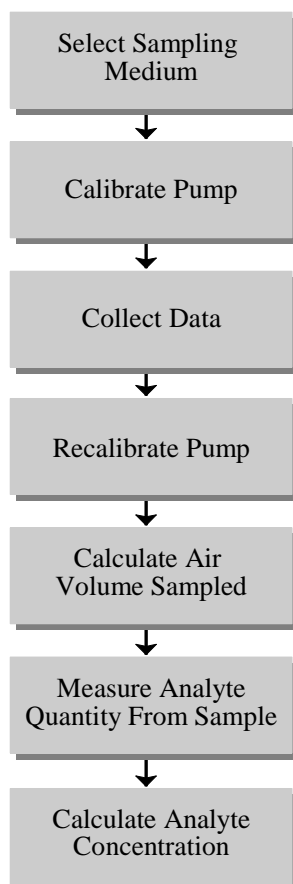 Select Sampling
Medium
Calibrate Pump
Collect Data
Recalibrate Pump
Calculate Air
Volume Sampled
Measure Analyte
Quantity From Sample
Calculate Analyte
Concentration